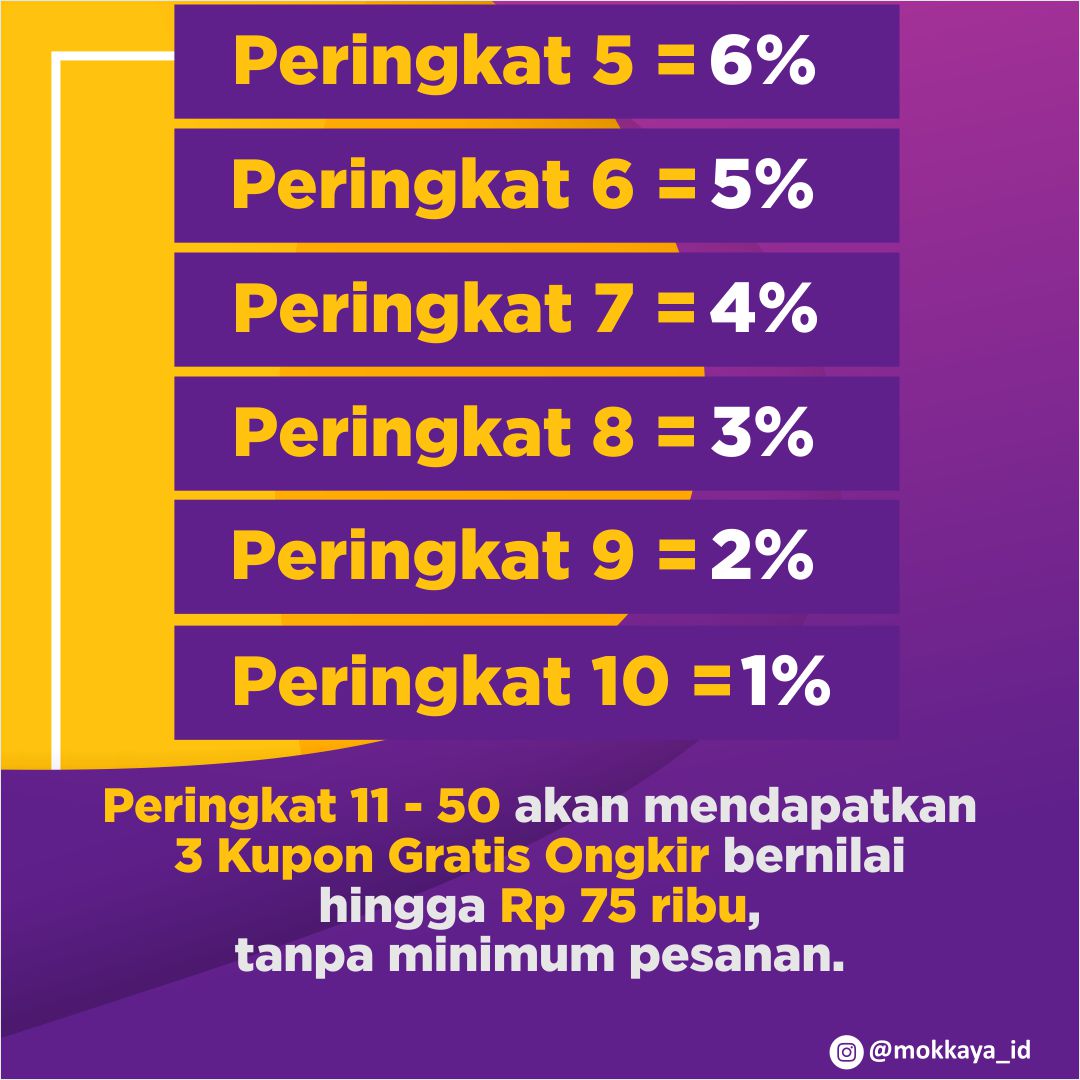 Peringkat 5 = 6%
Peringkat 6 = 5%
Peringkat 7 = 4%
Peringkat 8 = 3%
Peringkat 9 = 2%
Peringkat 10 =1%
Peringkat 11 - 50 akan mendapatkan
3 Kupon Gratis Ongkir bernilai
hingga Rp 75 ribu,
tanpa minimum pesanan.
@mokkaya_id